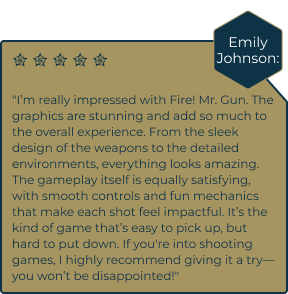 Emily
Johnson:
"I'm really impressed with Fire! Mr. Gun. The
graphics are stunning and add so much to
the overall experience. From the sleek
design of the weapons to the detailed
environments, everything looks amazing.
The gameplay itself is equally satisfying,
with smooth controls and fun mechanics
that make each shot feel impactful. It's the
kind of game that's easy to pick up, but
hard to put down. If you're into shooting
games, I highly recommend giving it a try—
you won't be disappointed!"